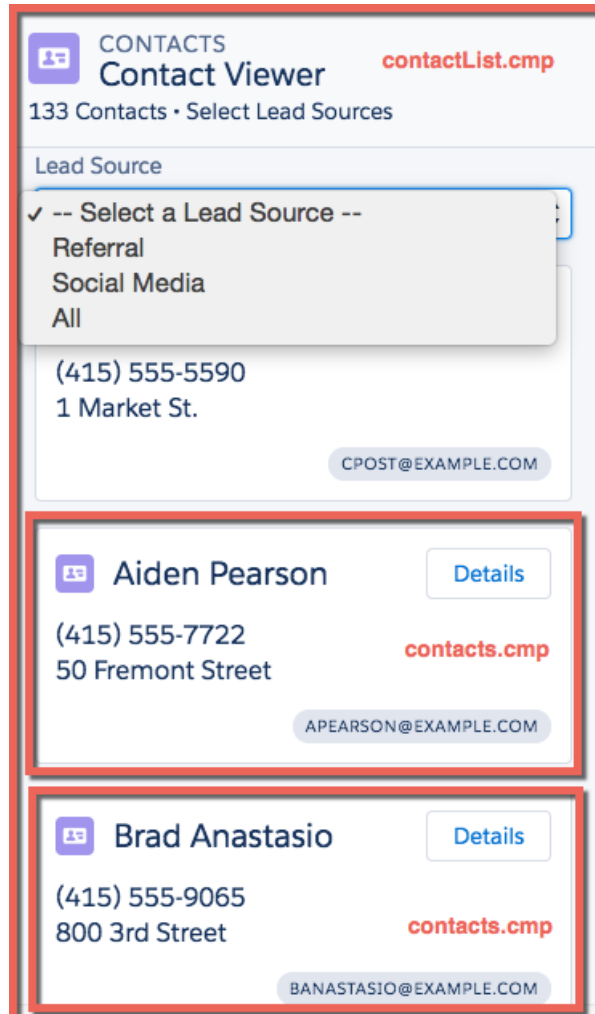 CONTACTS
Contact Viewer
contactList.cmp
133 Contacts • Select Lead Sources
Lead Source
✓ -- Select a Lead Source --
Referral
Social Media
All
(415) 555-5590
1 Market St.
CPOST@EXAMPLE.COM
Aiden Pearson
Details
(415) 555-7722
50 Fremont Street
contacts.cmp
APEARSON@EXAMPLE.COM
Brad Anastasio
Details
(415) 555-9065
800 3rd Street
contacts.cmp
BANASTASIO@EXAMPLE.COM